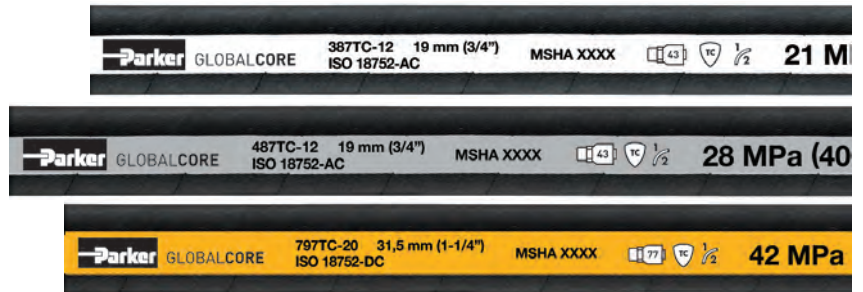 Parker GLOBALCORE 387TC-12 19 mm (3/4") MSHA XXXX 43 TC 1/2 21 M
ISO 18752-AC
Parker GLOBALCORE 487TC-12 19 mm (3/4") MSHA XXXX 43 TC 1/2 28 MPa (40
ISO 18752-AC
Parker GLOBALCORE 797TC-20 31,5 mm (1-1/4") MSHA XXXX 77 TC 1/2 42 MPa
ISO 18752-DC